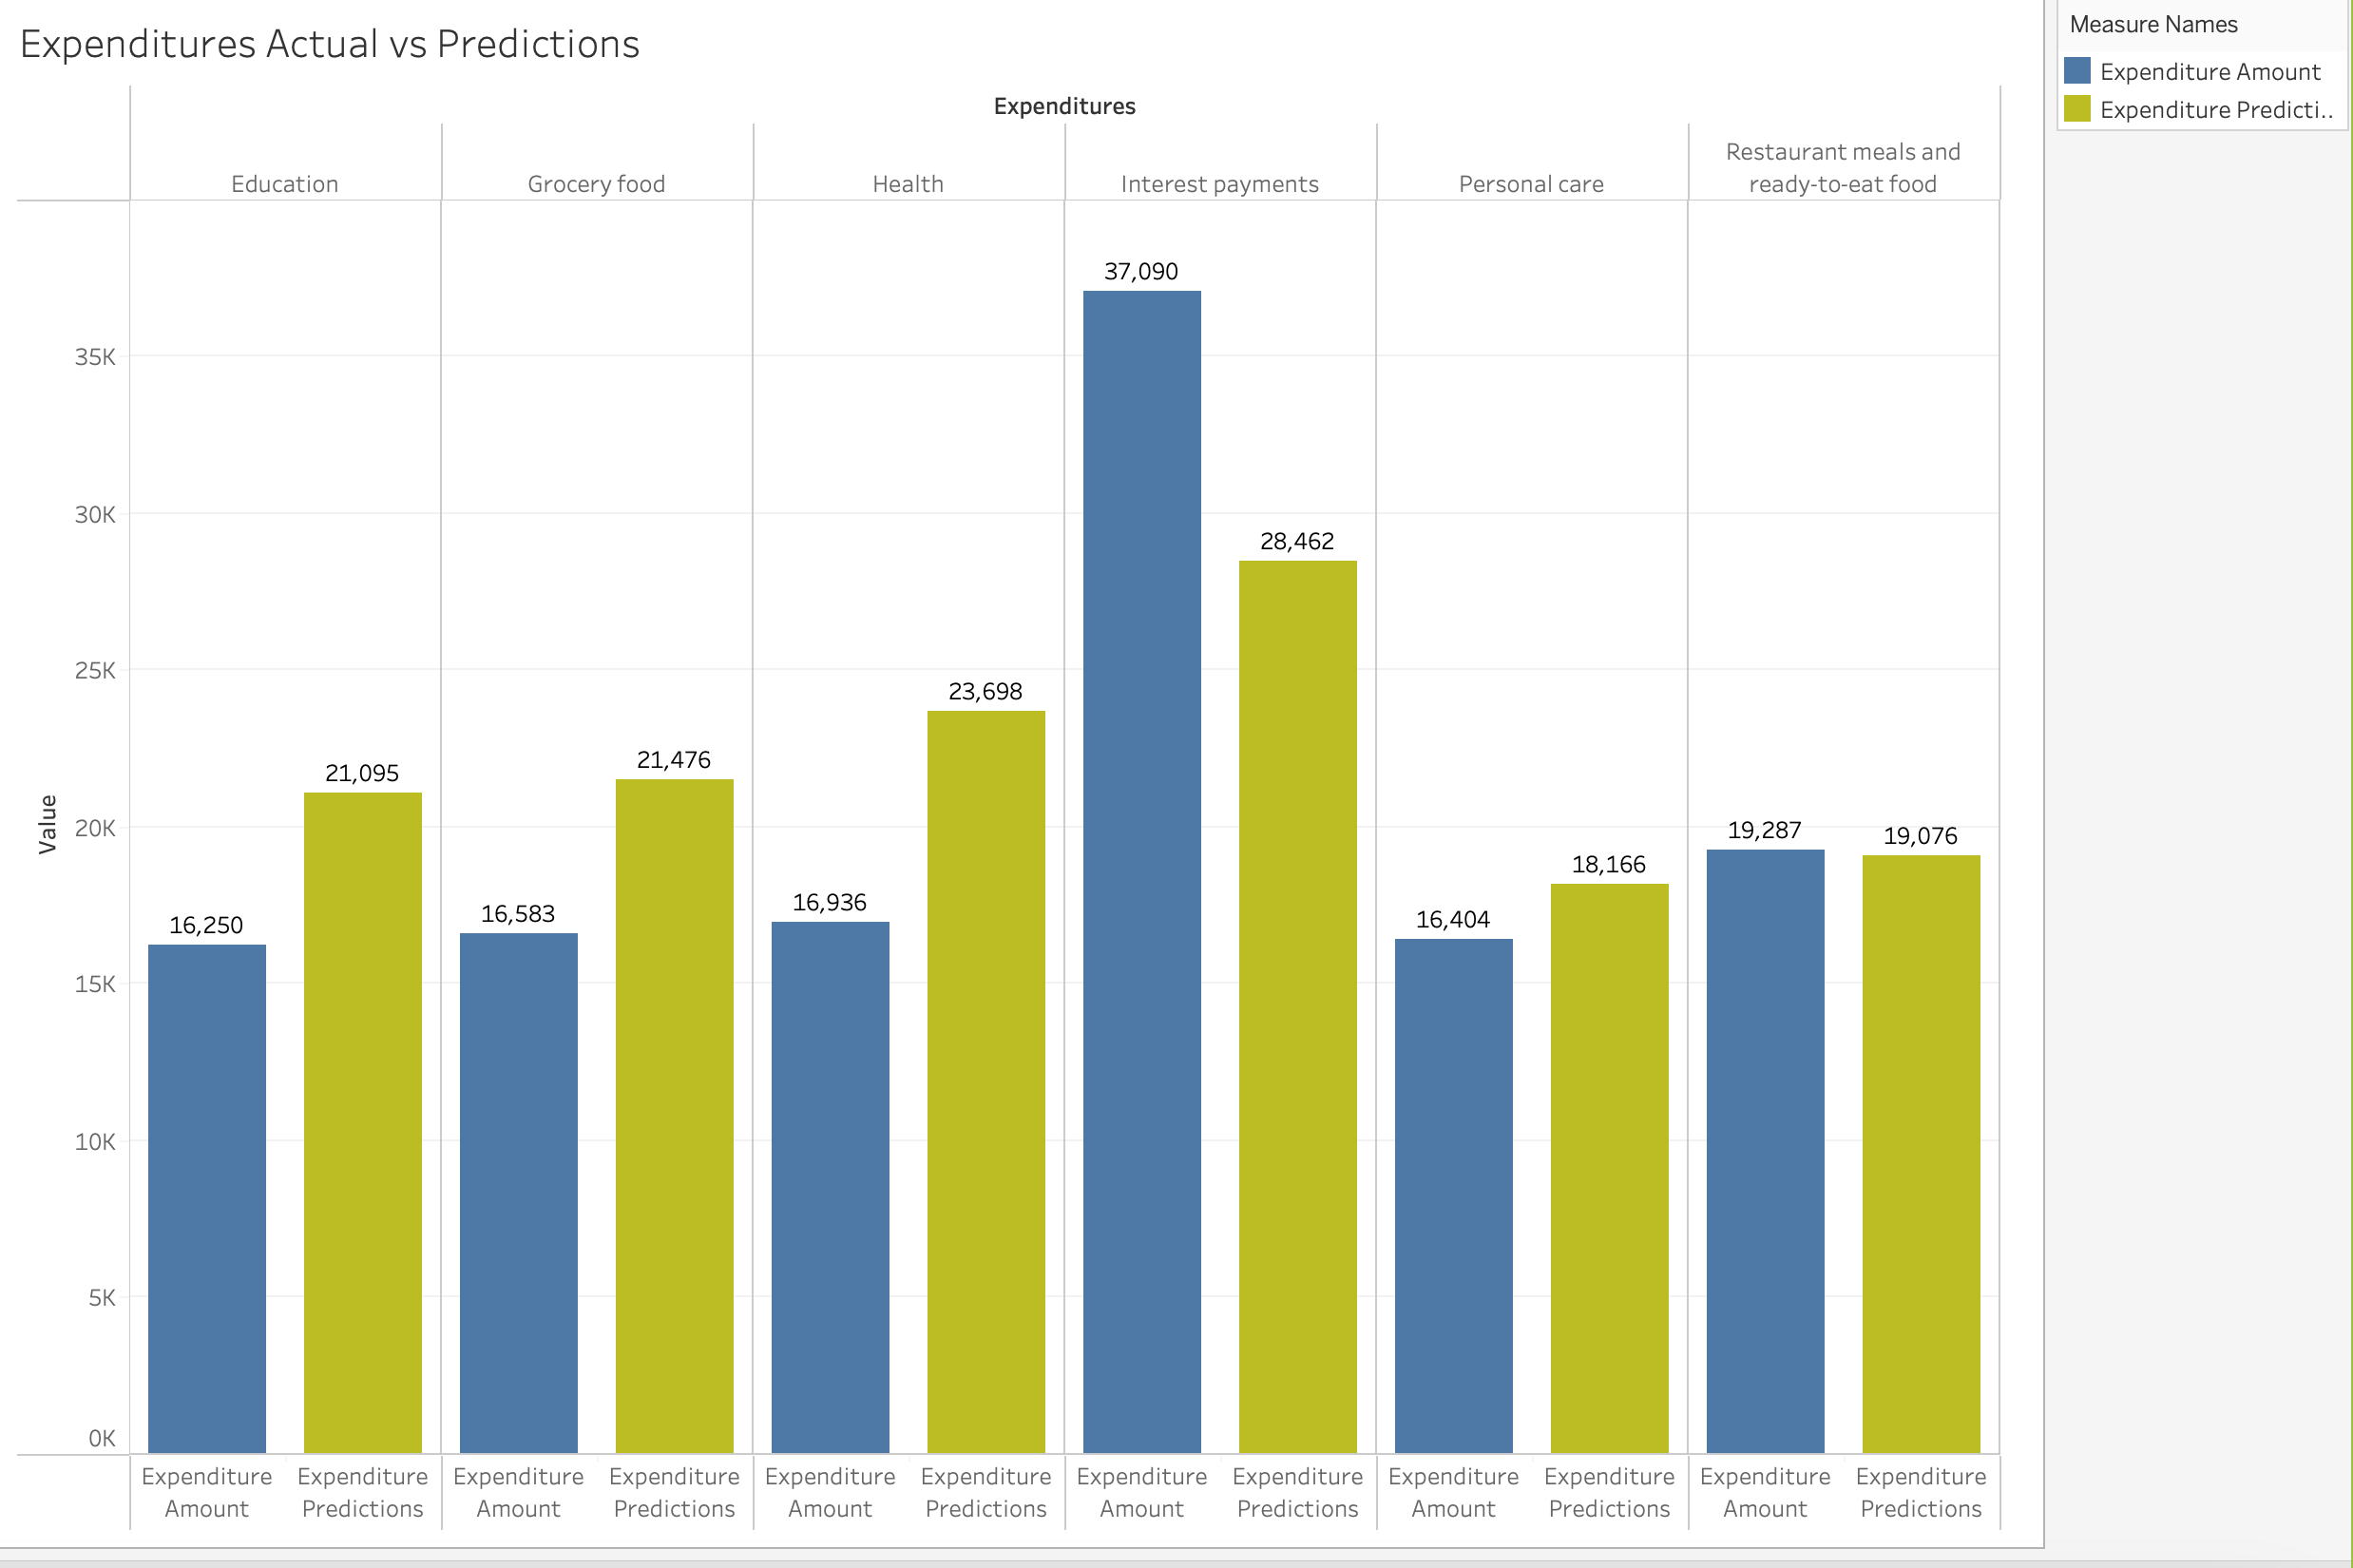 Expenditures Actual vs Predictions
Measure Names
Expenditure Amount
Expenditure Predicti..
Expenditures
Education
Grocery food
Health
Interest payments
Personal care
Restaurant meals and
ready-to-eat food
Value
35K
30K
25K
20K
15K
10K
5K
0K
16,250
21,095
16,583
21,476
16,936
23,698
37,090
28,462
16,404
18,166
19,287
19,076
Expenditure
Amount
Expenditure
Predictions
Expenditure
Amount
Expenditure
Predictions
Expenditure
Amount
Expenditure
Predictions
Expenditure
Amount
Expenditure
Predictions
Expenditure
Amount
Expenditure
Predictions
Expenditure
Amount
Expenditure
Predictions